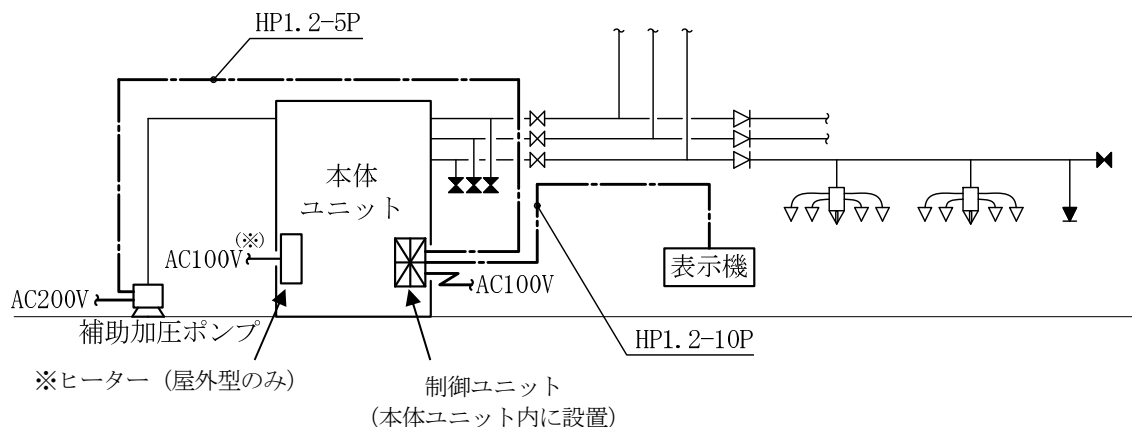 HP1.2-5P
本体
ユニット
(※)
AC100V
表示機
AC100V
AC200V
補助加圧ポンプ
HP1.2-10P
※ヒーター（屋外型のみ）
制御ユニット
（本体ユニット内に設置）